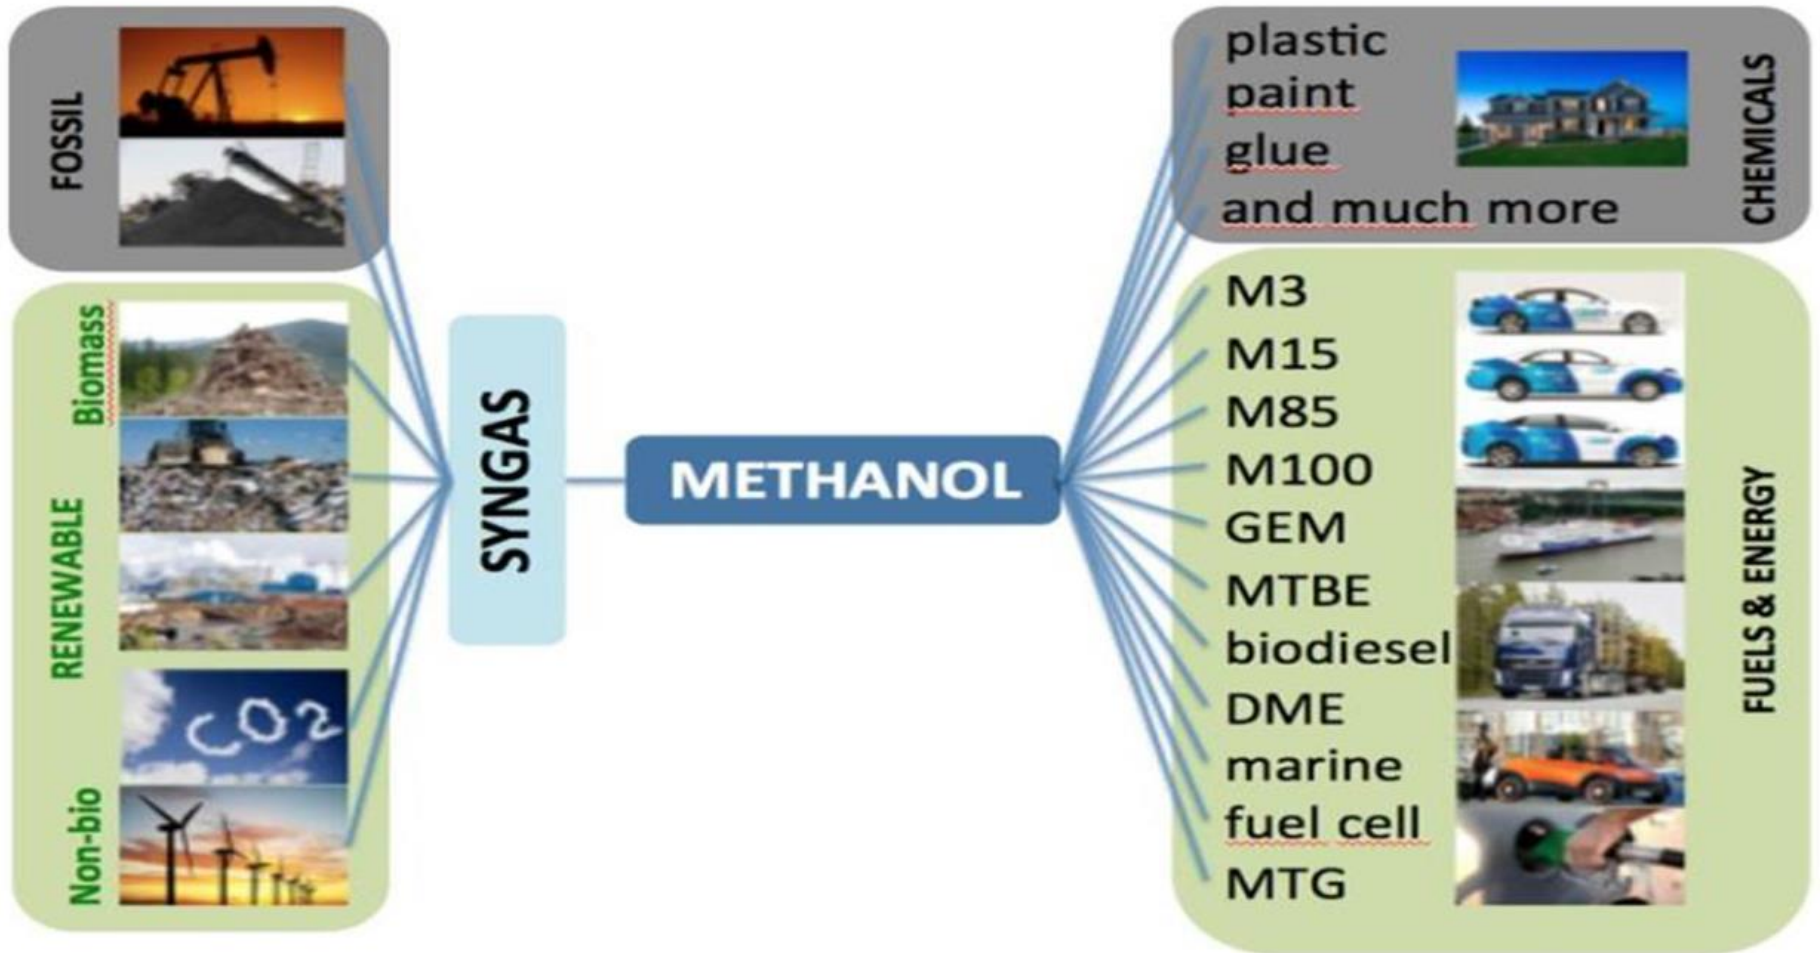 FOSSIL
Biomass
RENEWABLE
CO2
Non-bio
SYNGAS
METHANOL
plastic
paint
glue
and much more
CHEMICALS
M3
M15
M85
M100
GEM
MTBE
biodiesel
DME
marine
fuel cell
MTG
FUELS & ENERGY